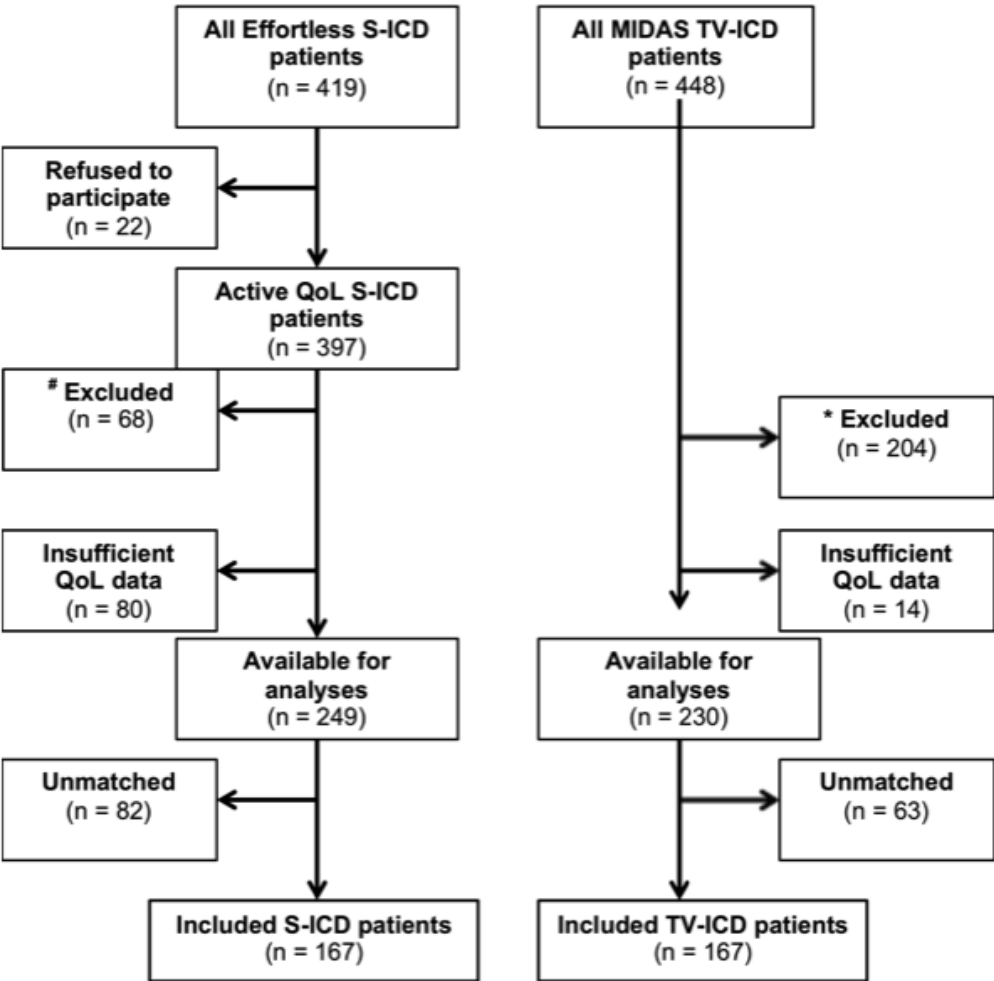 All Effortless S-ICD
patients
(n = 419)
All MIDAS TV-ICD
patients
(n = 448)
Refused to
participate
(n = 22)
Active QoL S-ICD
patients
(n = 397)
# Excluded
(n = 68)
* Excluded
(n = 204)
Insufficient
QoL data
(n = 80)
Insufficient
QoL data
(n = 14)
Available for
analyses
(n = 249)
Available for
analyses
(n = 230)
Unmatched
(n = 82)
Unmatched
(n = 63)
Included S-ICD patients
(n = 167)
Included TV-ICD patients
(n = 167)